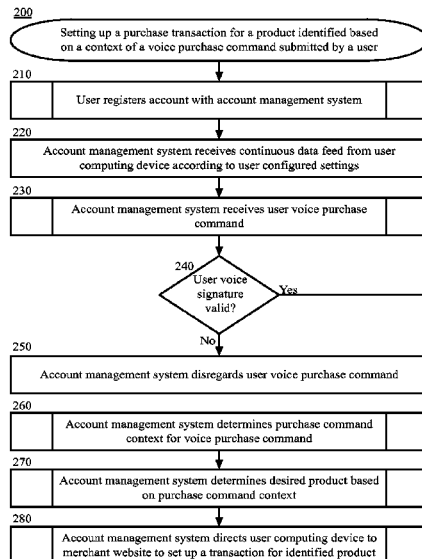 200
Setting up a purchase transaction for a product identified based
on a context of a voice purchase command submitted by a user
210
User registers account with account management system
220
Account management system receives continuous data feed from user
computing device according to user configured settings
230
Account management system receives user voice purchase
command
240
User voice
signature
valid?
Yes
No
250
Account management system disregards user voice purchase command
260
Account management system determines purchase command
context for voice purchase command
270
Account management system determines desired product based
on purchase command context
280
Account management system directs user computing device to
merchant website to set up a transaction for identified product